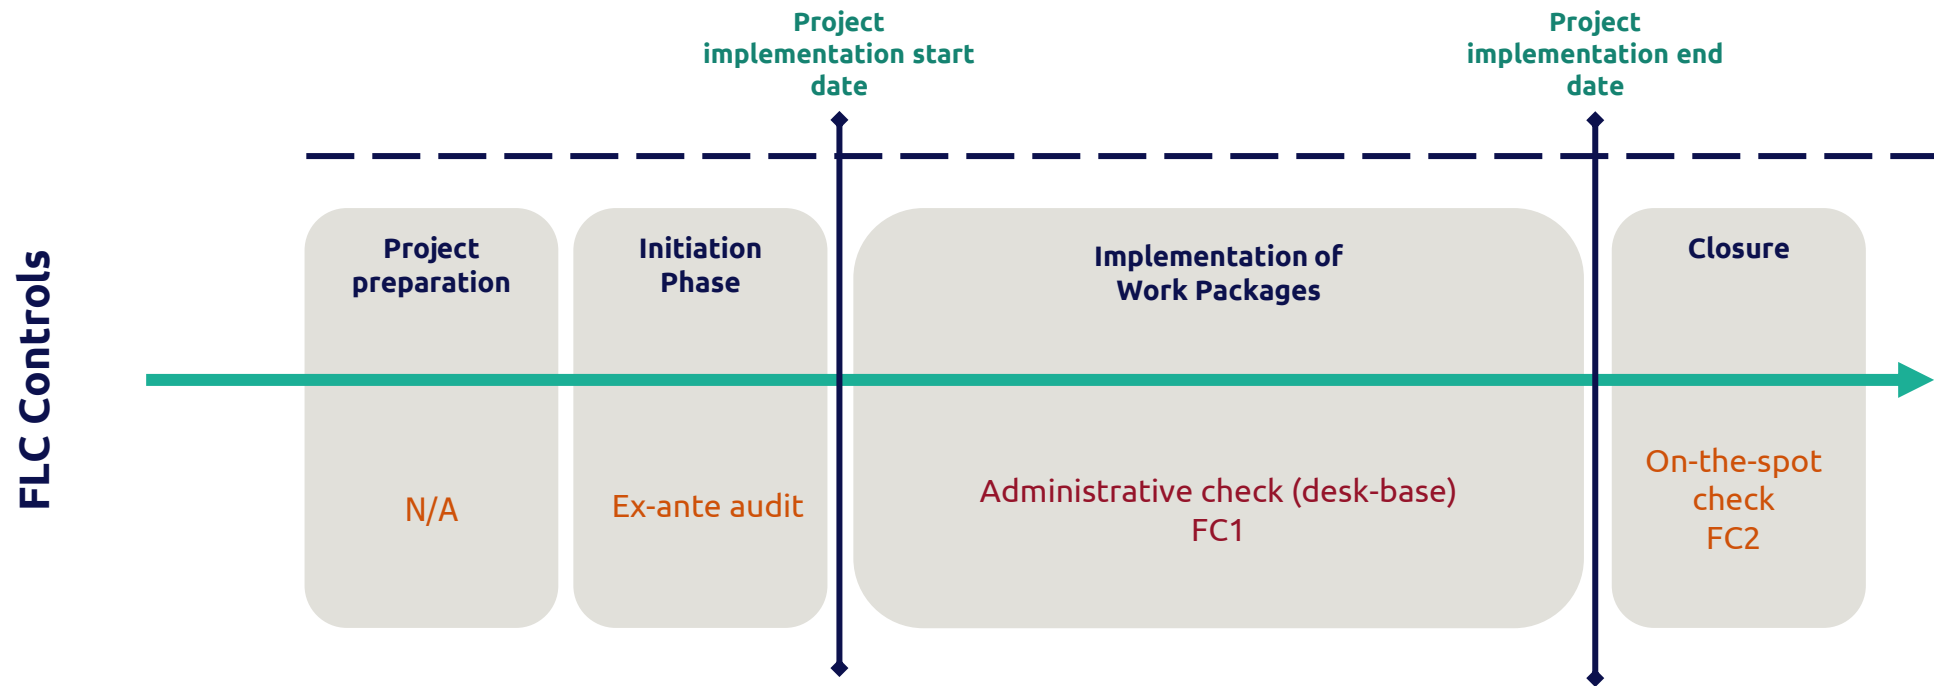 Project
implementation start
date
Project
implementation end
date
FLC Controls
Project
preparation
Initiation
Phase
Implementation of
Work Packages
Closure
N/A
Ex-ante audit
Administrative check (desk-base)
FC1
On-the-spot
check
FC2